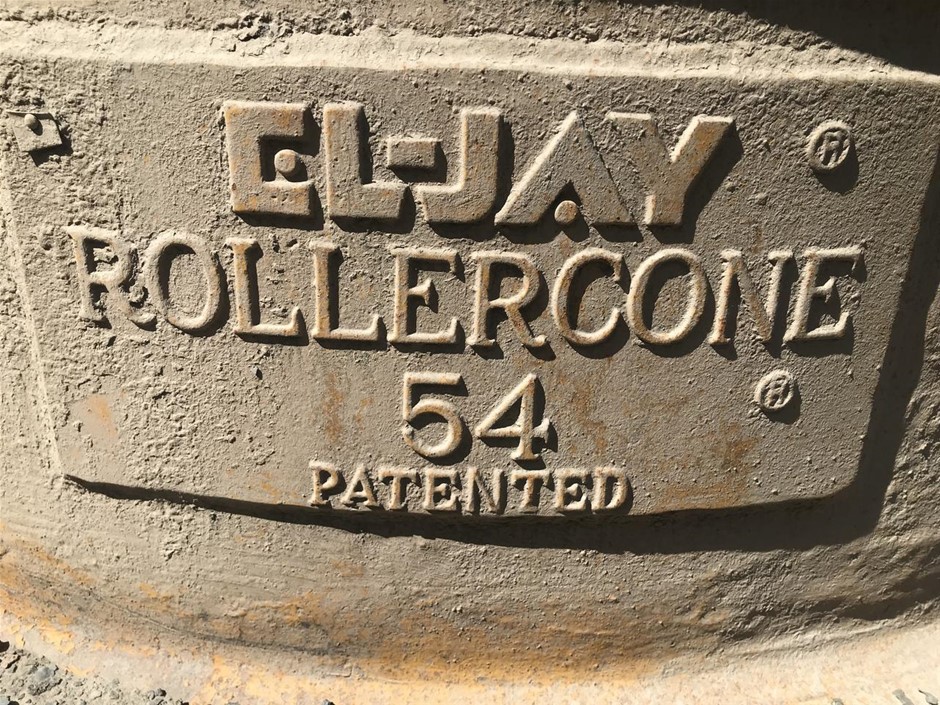 EL-JAY ®
ROLLERCONE
®
54
PATENTED